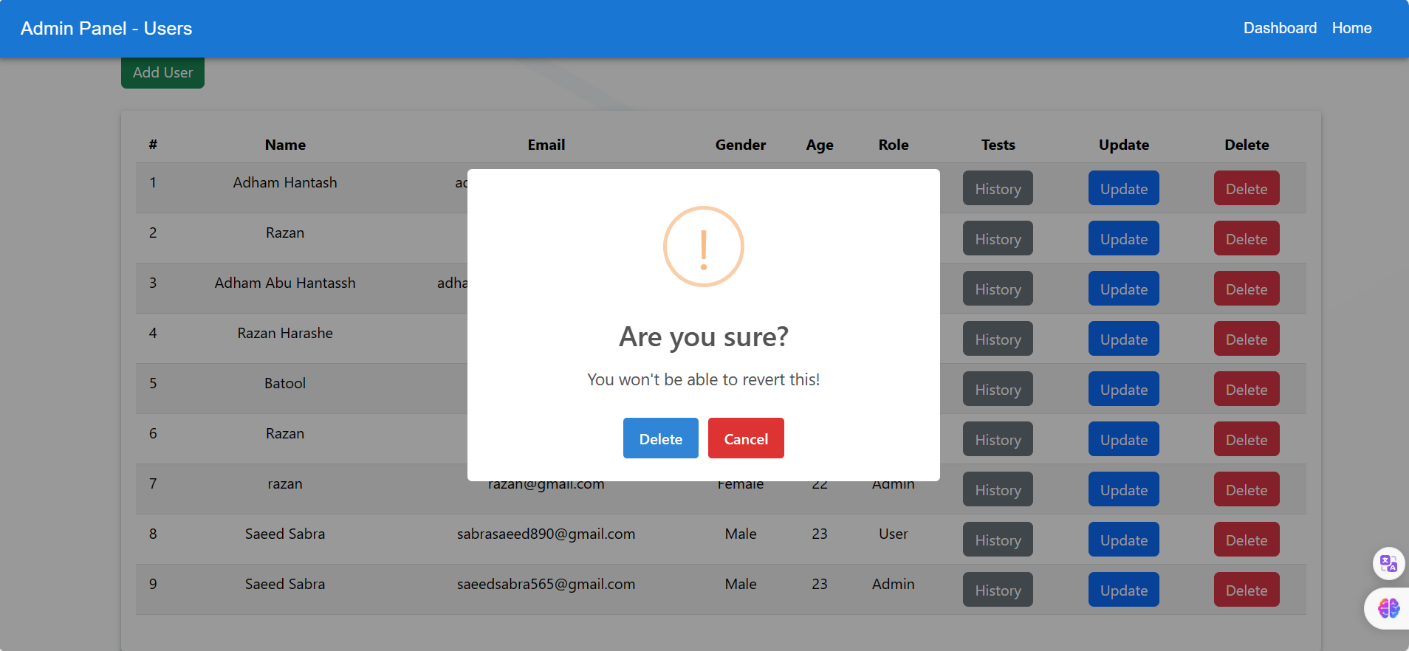 Admin Panel - Users Dashboard Home
Add User
# Name Email Gender Age Role Tests Update Delete
1 Adham Hantash History Update Delete
2 Razan History Update Delete
3 Adham Abu Hantassh History Update Delete
4 Razan Harashe History Update Delete
5 Batool History Update Delete
6 Razan History Update Delete
7 razan razan@gmail.com Female 22 Admin History Update Delete
8 Saeed Sabra sabrasaeed890@gmail.com Male 23 User History Update Delete
9 Saeed Sabra saeedsabra565@gmail.com Male 23 Admin History Update Delete
!
Are you sure?
You won't be able to revert this!
Delete Cancel